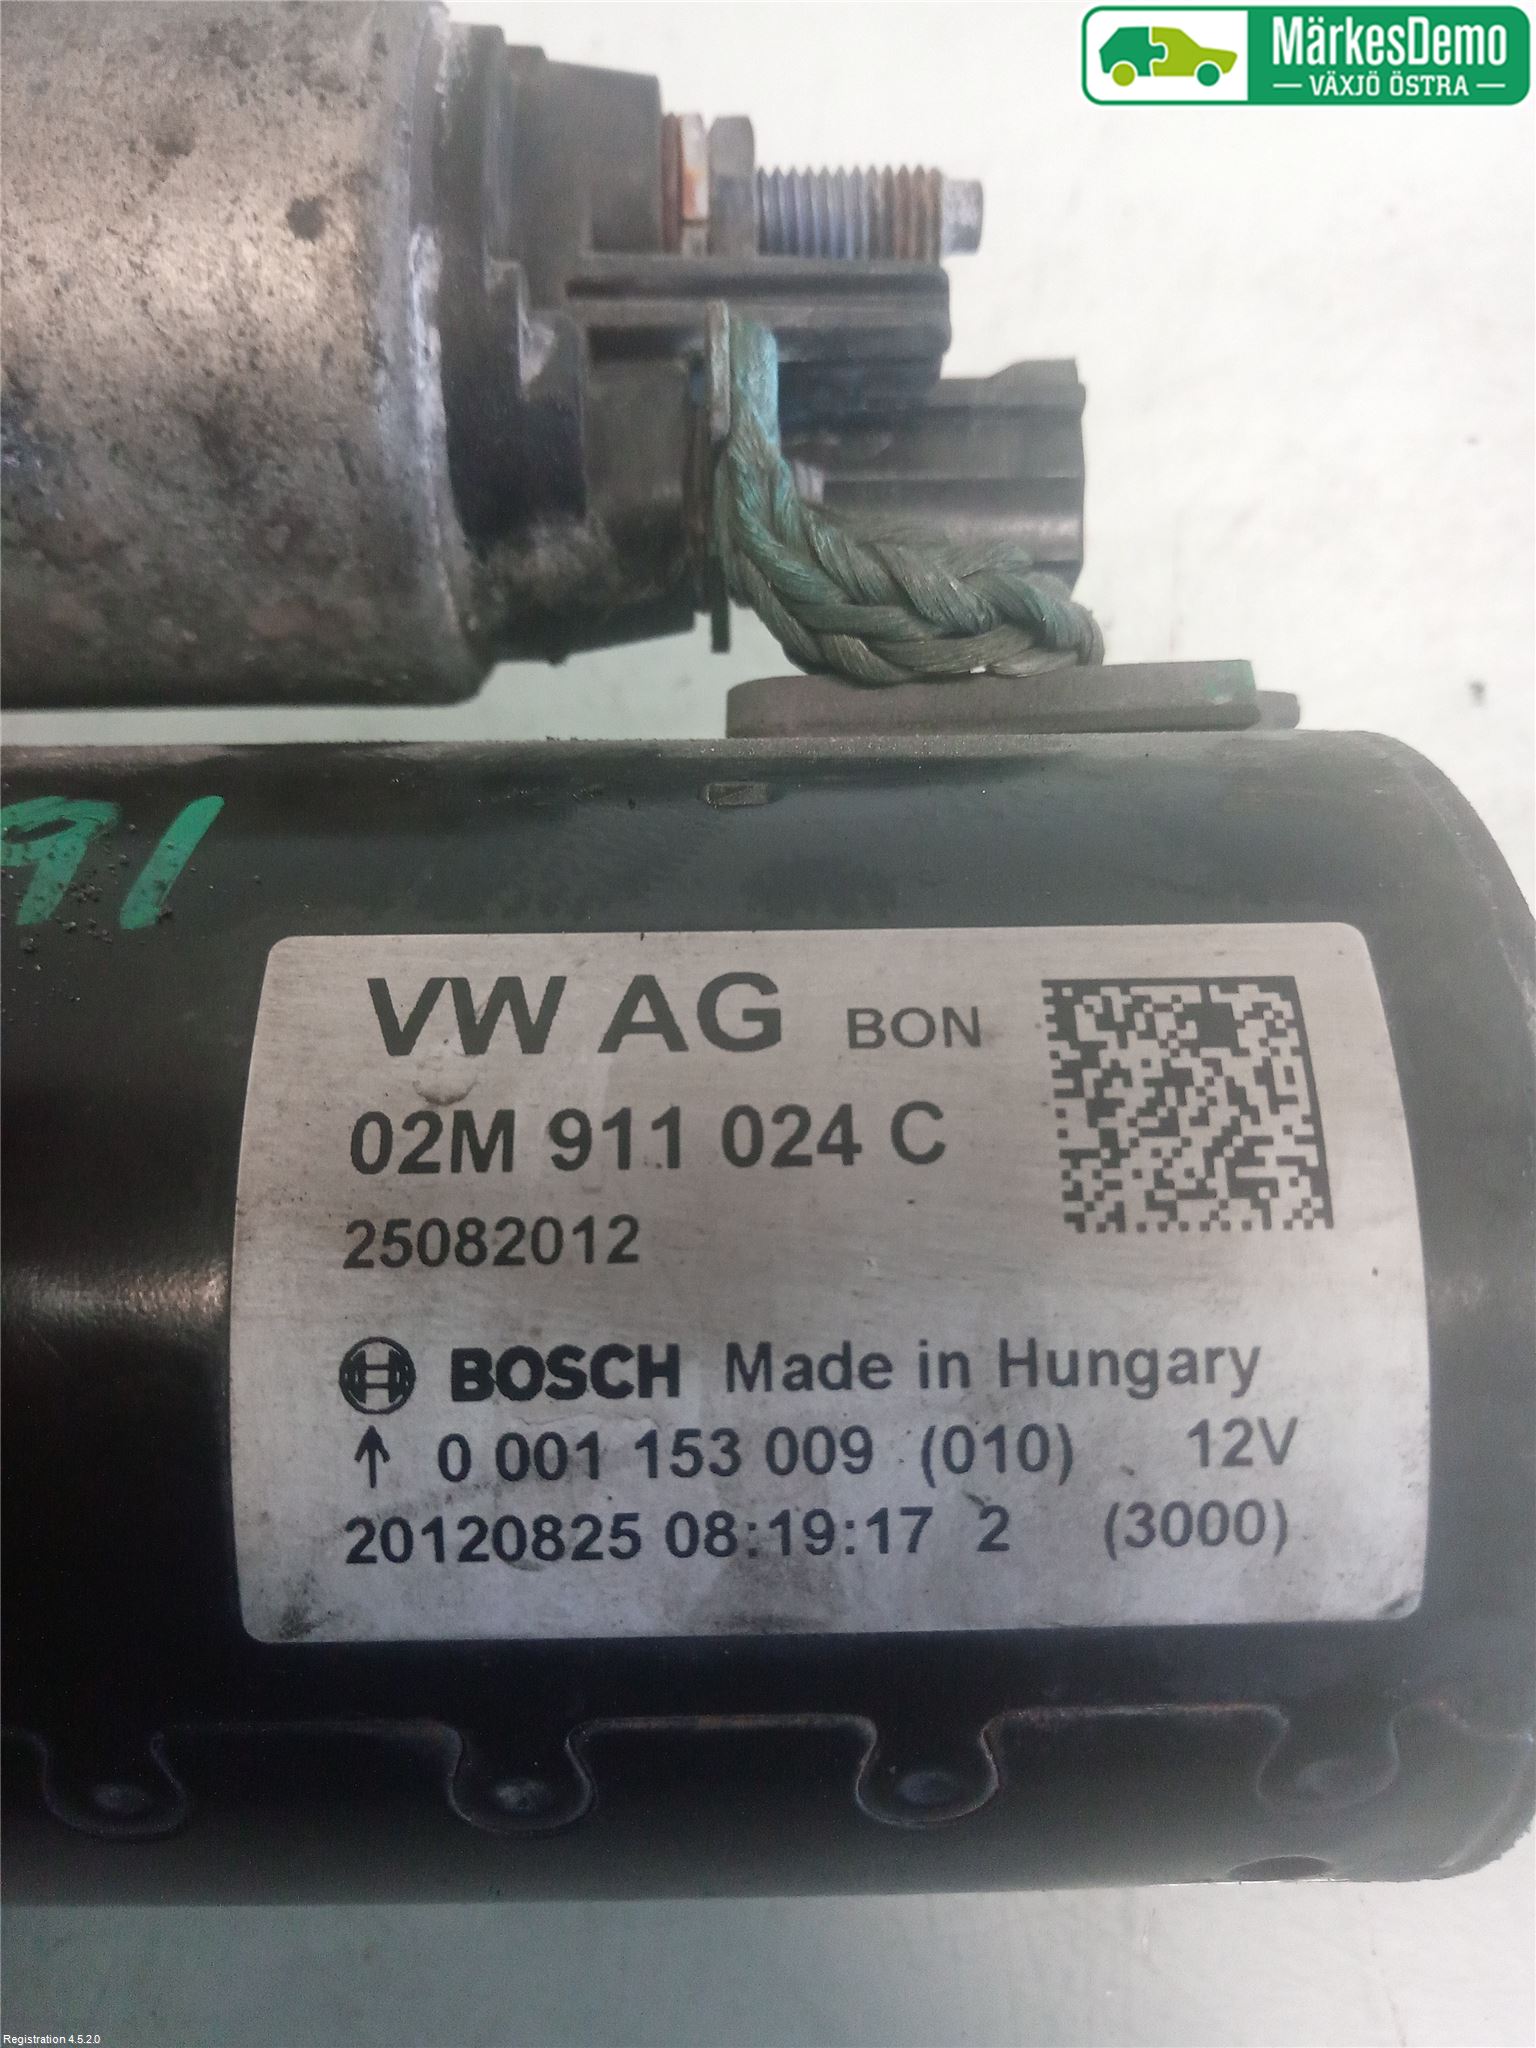 MärkesDemo
VÄXJÖ ÖSTRA
91
VW AG BON
02M 911 024 C
25082012
BOSCH Made in Hungary
↑ 0 001 153 009 (010) 12V
20120825 08:19:17 2 (3000)
Registration 4.5.2.0